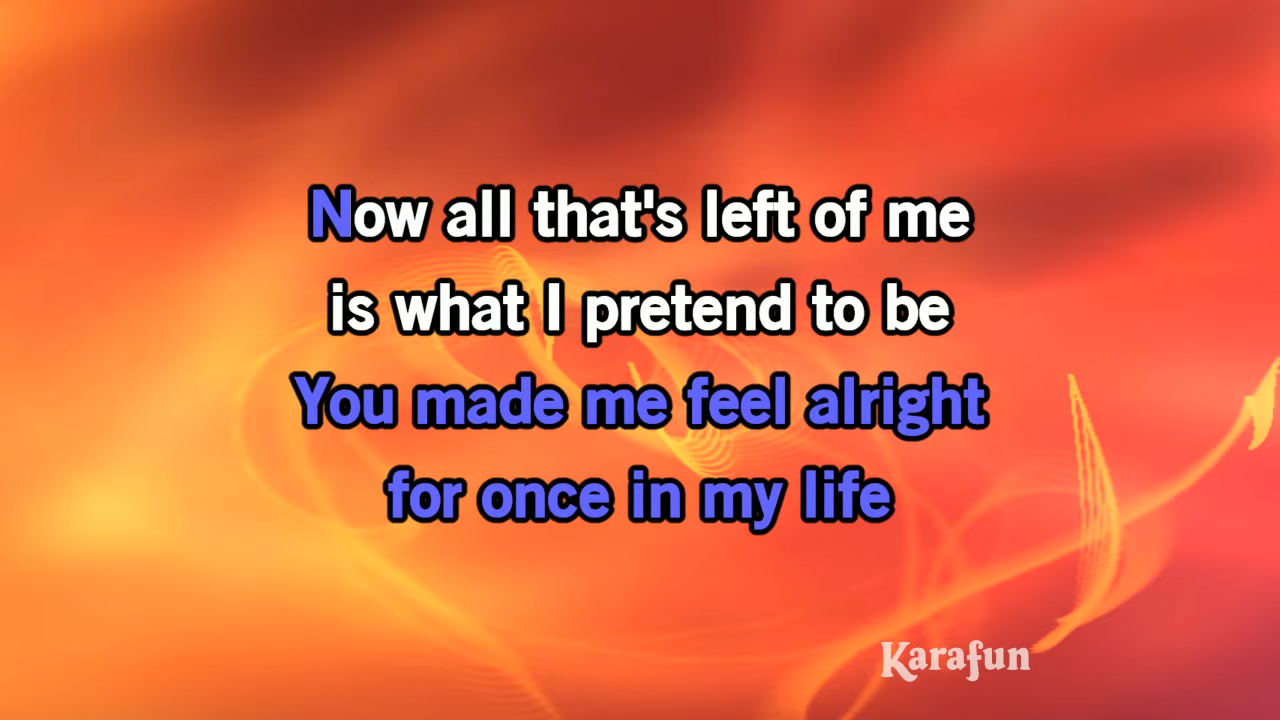 Now all that's left of me
is what I pretend to be
You made me feel alright
for once in my life
Karafun